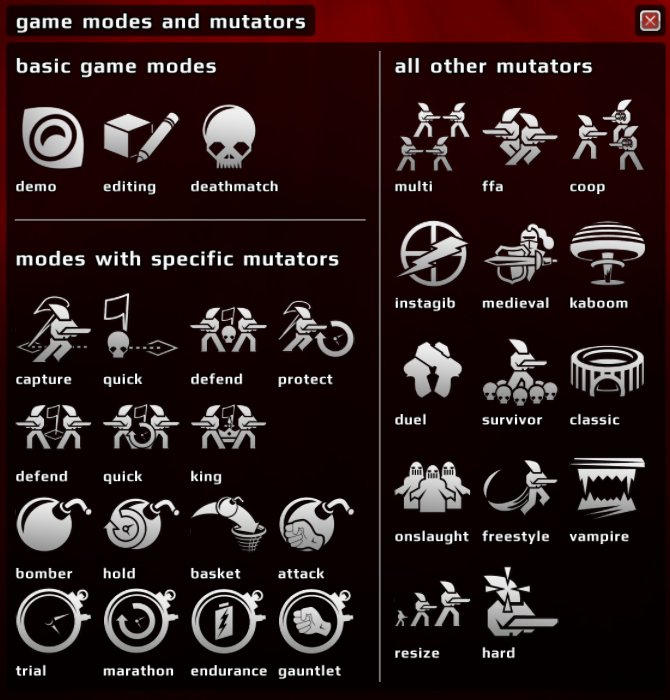 game modes and mutators
basic game modes
demo editing deathmatch
modes with specific mutators
capture quick defend protect
defend quick king
bomber hold basket attack
trial marathon endurance gauntlet
all other mutators
multi ffa coop
instagib medieval kaboom
duel survivor classic
onslaught freestyle vampire
resize hard